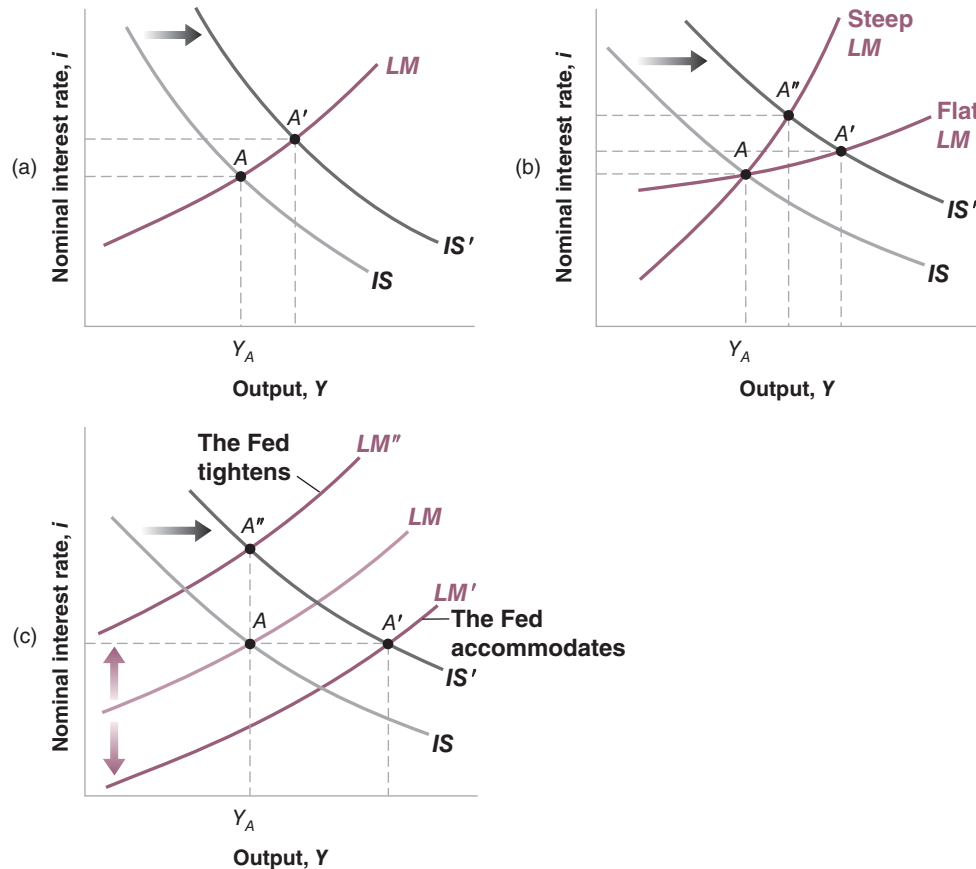 (a)
Nominal interest rate, i
LM
A′
A
IS′
IS
Y_A
Output, Y
(b)
Nominal interest rate, i
Steep
LM
A″
Flat
LM
A′
A
IS′
IS
Y_A
Output, Y
(c)
Nominal interest rate, i
The Fed
tightens
LM″
A″
LM
LM′
A
A′
The Fed
accommodates
IS′
IS
Y_A
Output, Y